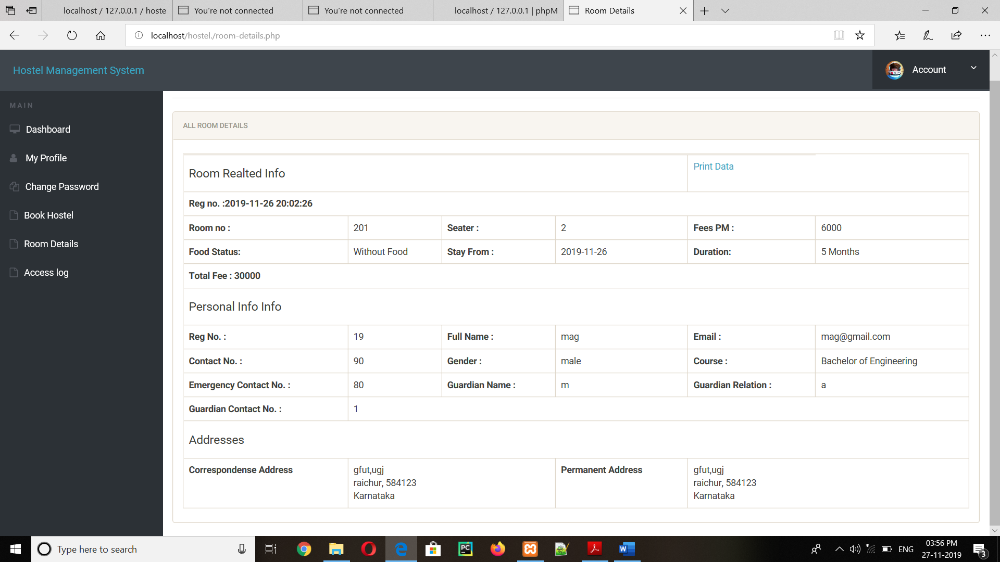 localhost / 127.0.0.1 / hoste
You're not connected
You're not connected
localhost / 127.0.0.1 | phpM
Room Details
localhost/hostel./room-details.php
Hostel Management System
Account
MAIN
Dashboard
My Profile
Change Password
Book Hostel
Room Details
Access log
ALL ROOM DETAILS
Room Realted Info
Print Data
Reg no. :2019-11-26 20:02:26
Room no : 201 Seater : 2 Fees PM : 6000
Food Status: Without Food Stay From : 2019-11-26 Duration: 5 Months
Total Fee : 30000
Personal Info Info
Reg No. : 19 Full Name : mag Email : mag@gmail.com
Contact No. : 90 Gender : male Course : Bachelor of Engineering
Emergency Contact No. : 80 Guardian Name : m Guardian Relation : a
Guardian Contact No. : 1
Addresses
Correspondense Address
gfut,ugj
raichur, 584123
Karnataka
Permanent Address
gfut,ugj
raichur, 584123
Karnataka
Type here to search
PC
W
ENG
03:56 PM
27-11-2019
3